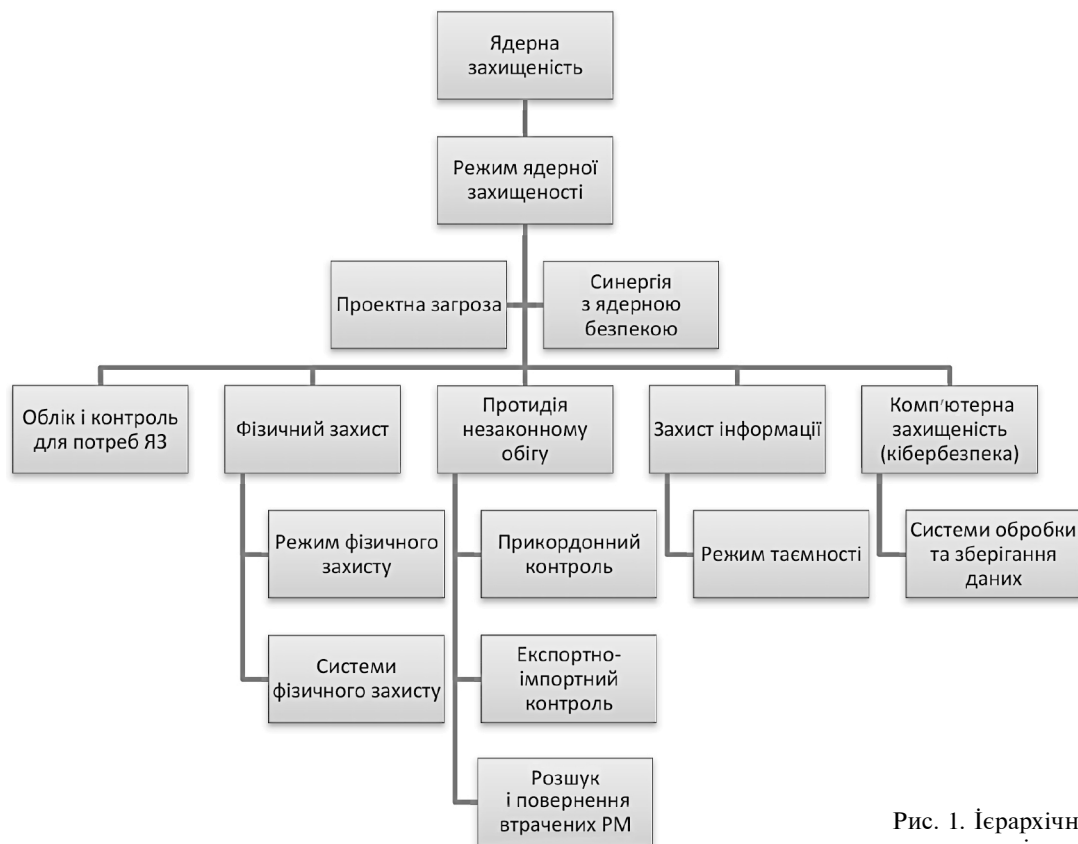 Ядерна
захищеність
Режим ядерної
захищеності
Проектна загроза
Синергія
з ядерною
безпекою
Облік і контроль
для потреб ЯЗ
Фізичний захист
Протидія
незаконному
обігу
Захист інформації
Комп'ютерна
захищеність
(кібербезпека)
Режим фізичного
захисту
Прикордонний
контроль
Режим таємності
Системи обробки
та зберігання
даних
Системи
фізичного захисту
Експортно-
імпортний
контроль
Розшук
і повернення
втрачених РМ
Рис. 1. Ієрархічн